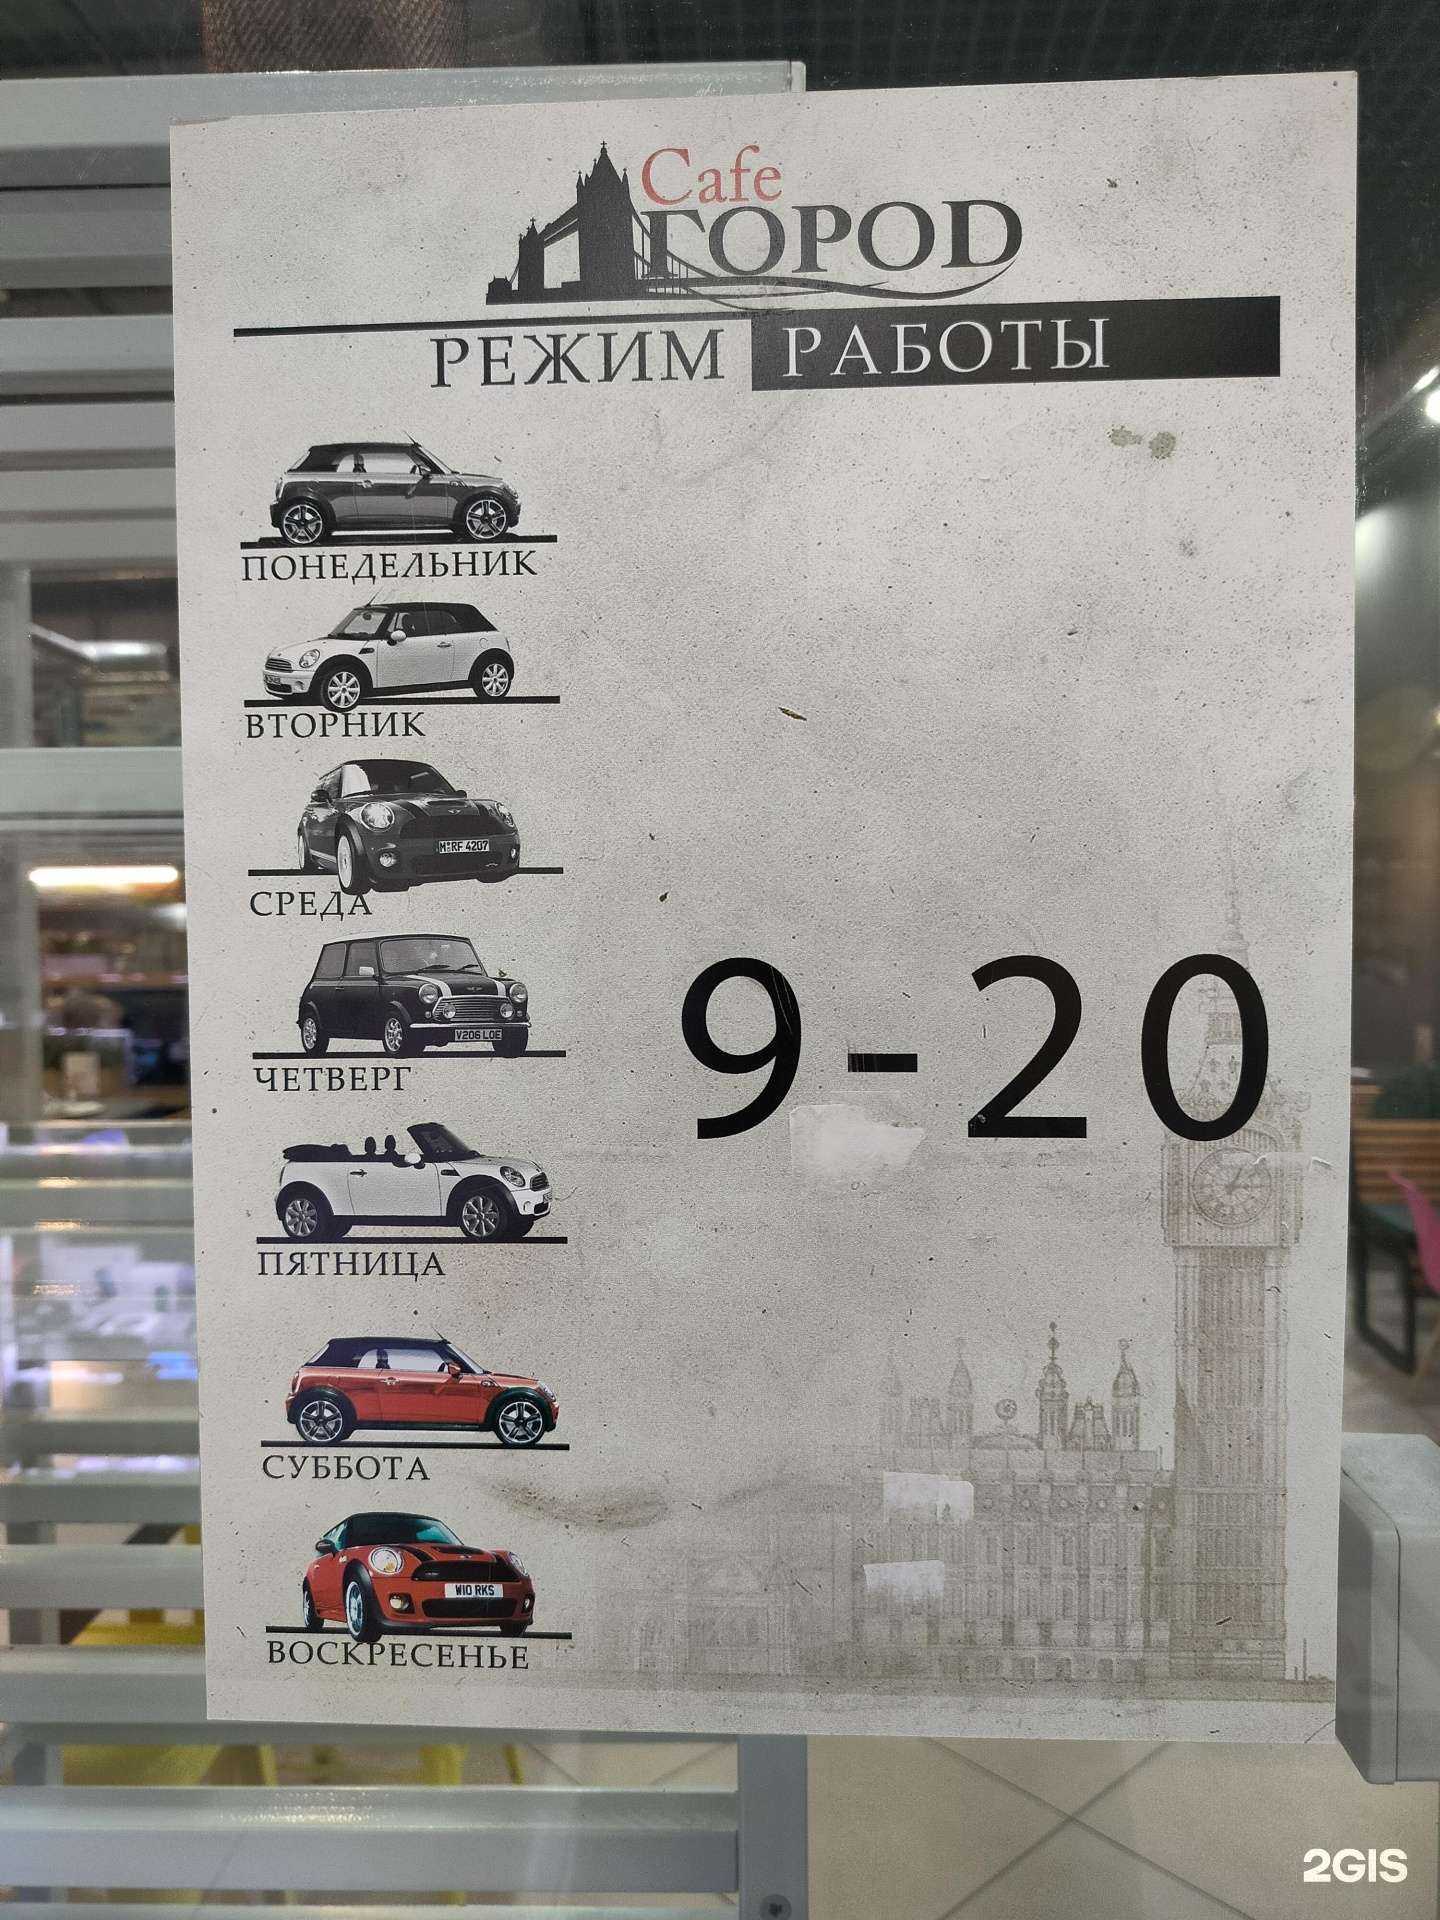 Cafe
ГОРОД
РЕЖИМ РАБОТЫ
ПОНЕДЕЛЬНИК
ВТОРНИК
M RF 4207
СРЕДА
V206 LOE
ЧЕТВЕРГ
9-20
ПЯТНИЦА
СУББОТА
W10 RKS
ВОСКРЕСЕНЬЕ
2GIS